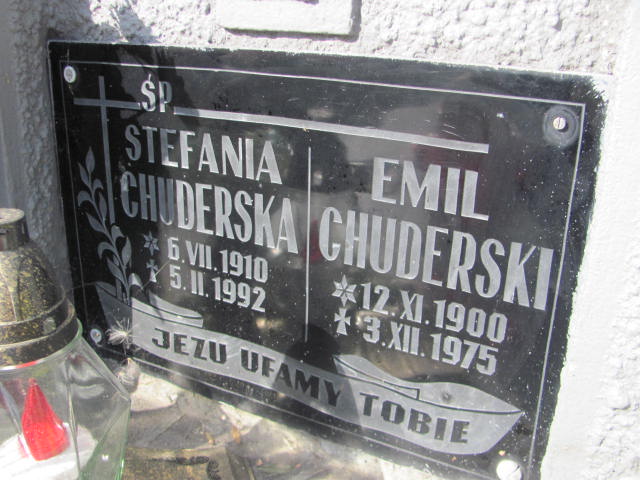 ŚP.
STEFANIA
CHUDERSKA
6.VII.1910
5.II.1992
EMIL
CHUDERSKI
12.XI.1900
3.XII.1975
JEZU UFAMY TOBIE